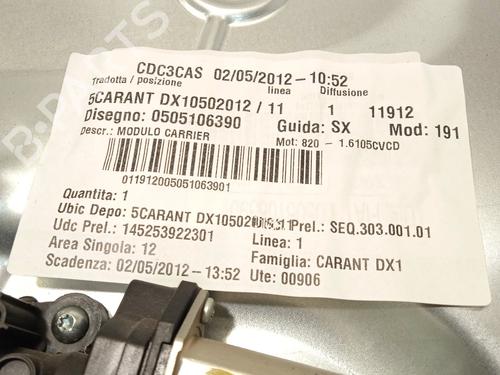 CDC3CAS 02/05/2012-10:52
Tradotta / posizione linea Diffusione
5CARANT DX10502012 / 11 1 11912
Disegno: 0505106390 Guida: SX Mod: 191
Descr.: MODULO CARRIER Mot: 820 - 1.6105CVCD
011912005051063901
Quantita: 1
Ubic Depo: 5CARANT DX10502 Prel.: SEQ.303.001.01
Udc Prel.: 145253922301 Linea: 1
Area Singola: 12 Famiglia: CARANT DX1
Scadenza: 02/05/2012-13:52 Ute: 00906
B-PARTS